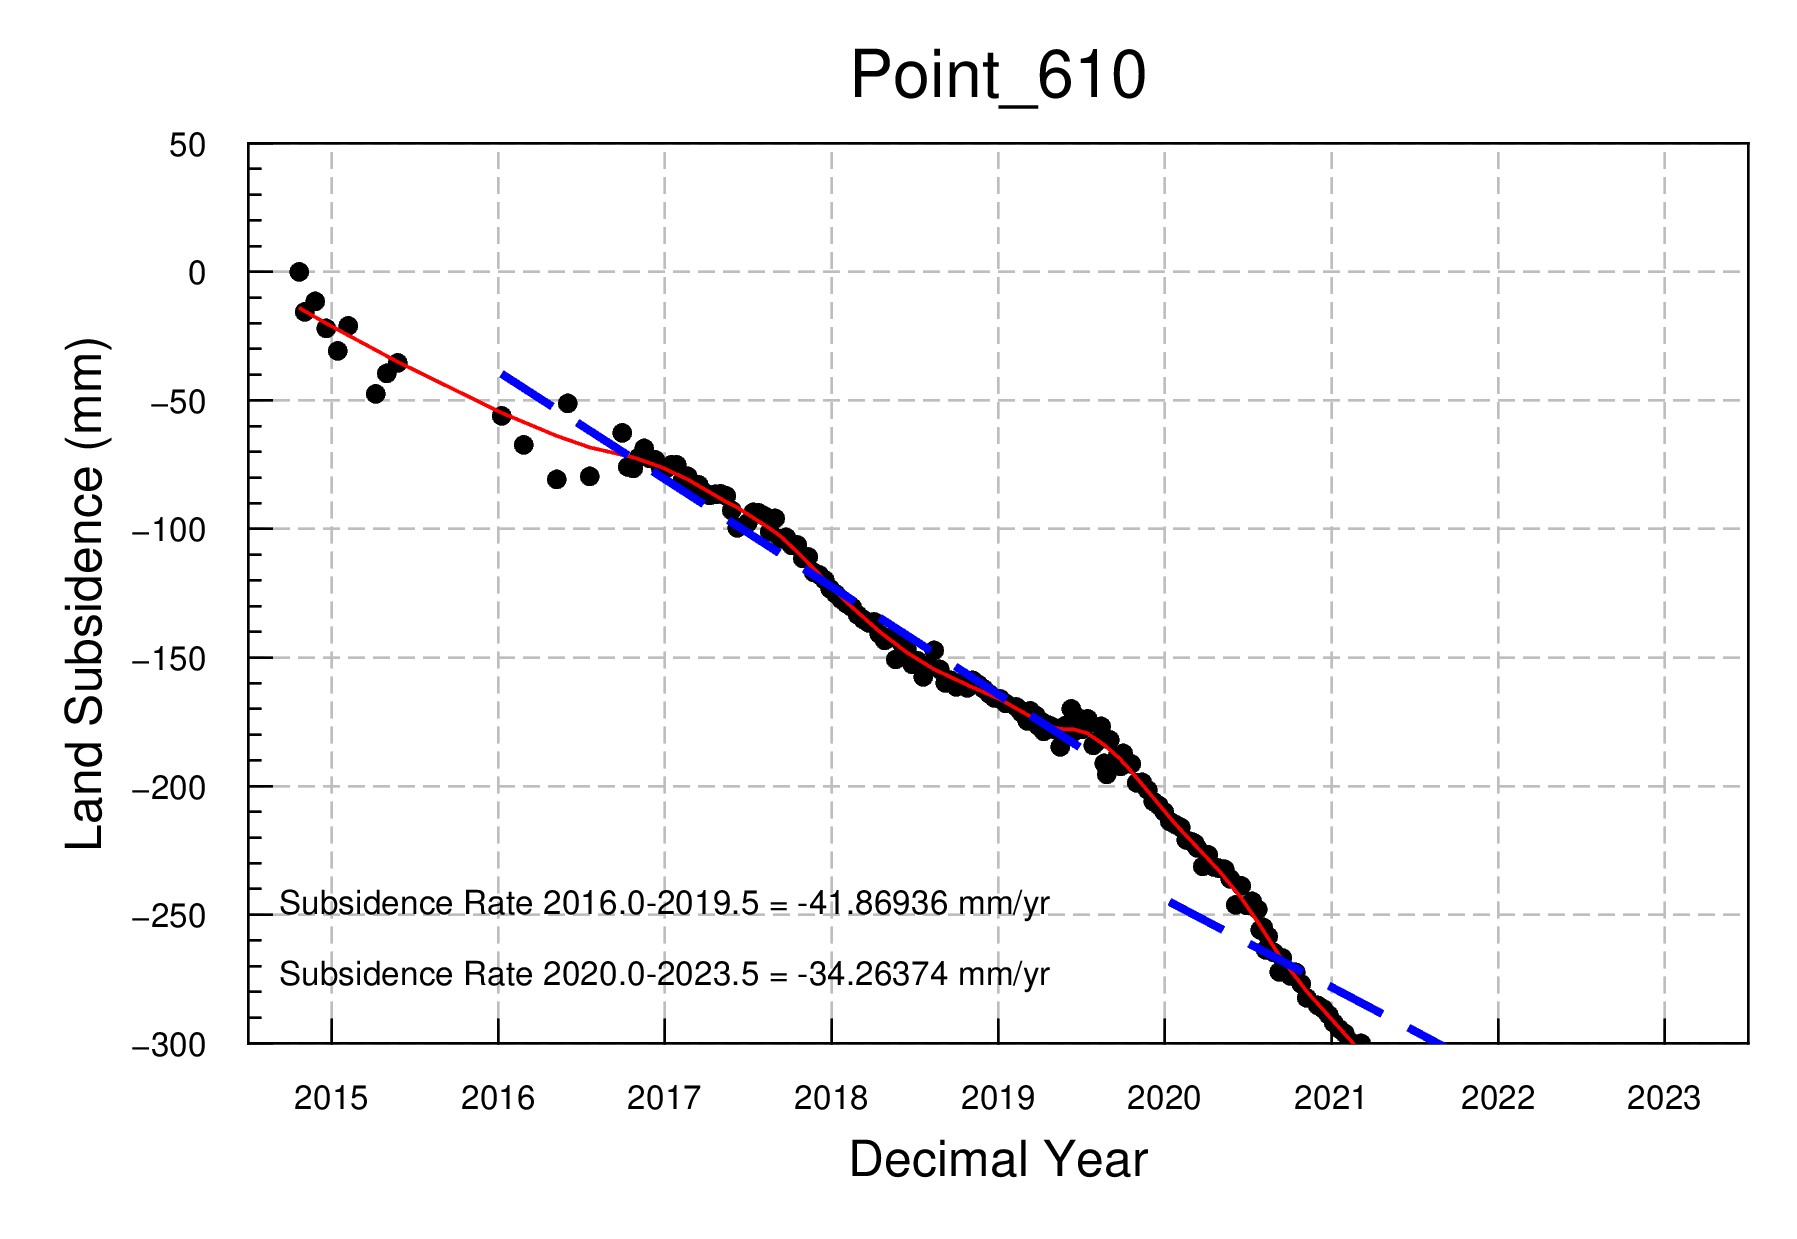 Point_610
50
0
−50
−100
−150
−200
−250
−300
Land Subsidence (mm)
Subsidence Rate 2016.0-2019.5 = -41.86936 mm/yr
Subsidence Rate 2020.0-2023.5 = -34.26374 mm/yr
2015 2016 2017 2018 2019 2020 2021 2022 2023
Decimal Year